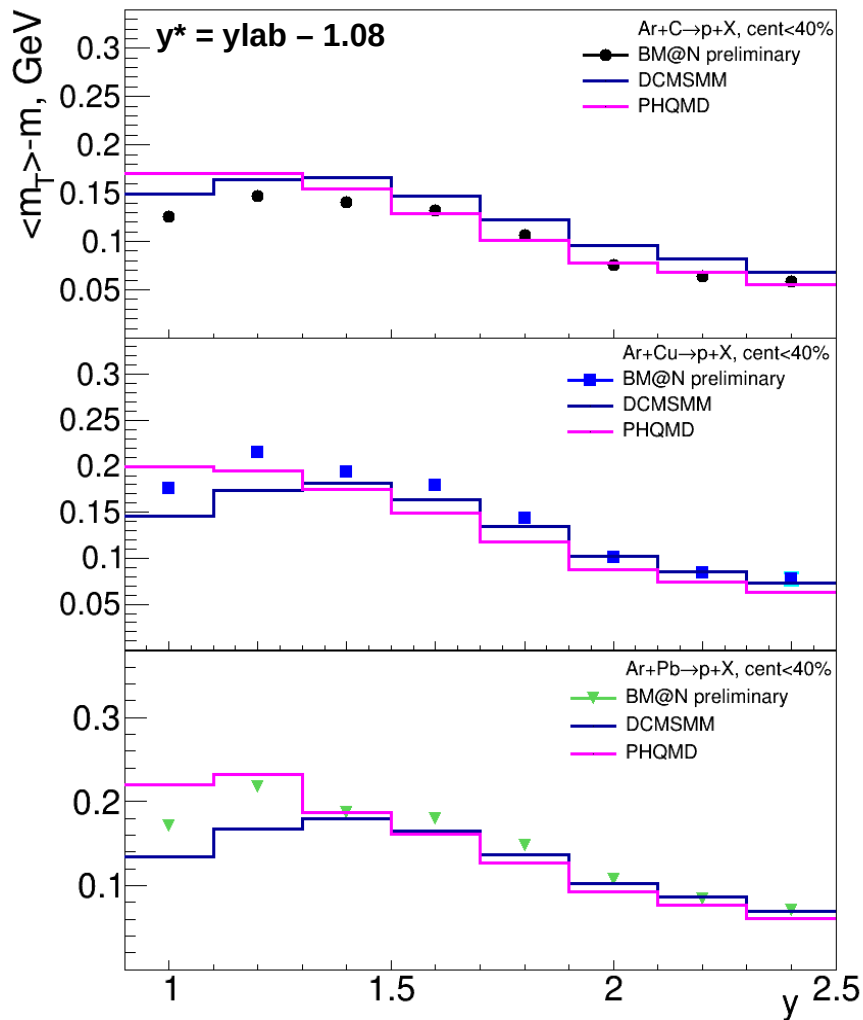 y* = ylab – 1.08
<m_T>-m, GeV
Ar+C→p+X, cent<40%
BM@N preliminary
DCMSMM
PHQMD
0.3
0.25
0.2
0.15
0.1
0.05
Ar+Cu→p+X, cent<40%
BM@N preliminary
DCMSMM
PHQMD
0.3
0.25
0.2
0.15
0.1
0.05
Ar+Pb→p+X, cent<40%
BM@N preliminary
DCMSMM
PHQMD
0.3
0.2
0.1
1 1.5 2 2.5
y